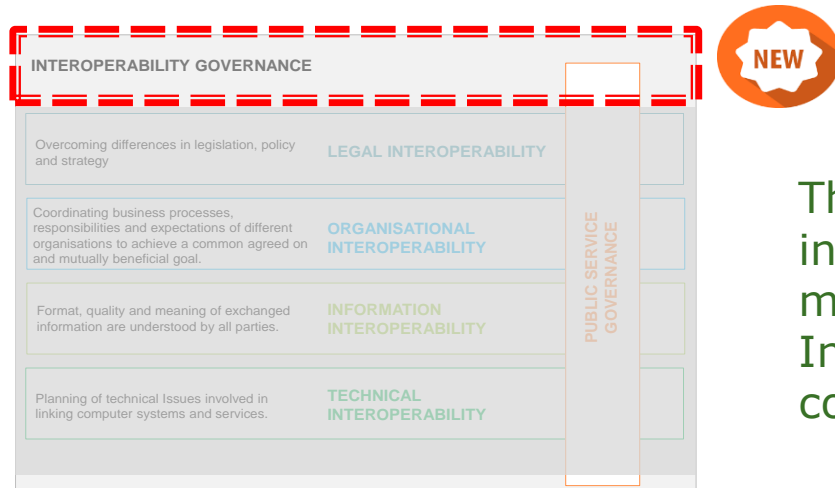 NEW
INTEROPERABILITY GOVERNANCE
Overcoming differences in legislation, policy
and strategy
LEGAL INTEROPERABILITY
Coordinating business processes,
responsibilities and expectations of different
organisations to achieve a common agreed on
and mutually beneficial goal.
ORGANISATIONAL
INTEROPERABILITY
Format, quality and meaning of exchanged
information are understood by all parties.
INFORMATION
INTEROPERABILITY
Planning of technical Issues involved in
linking computer systems and services.
TECHNICAL
INTEROPERABILITY
PUBLIC SERVICE
GOVERNANCE